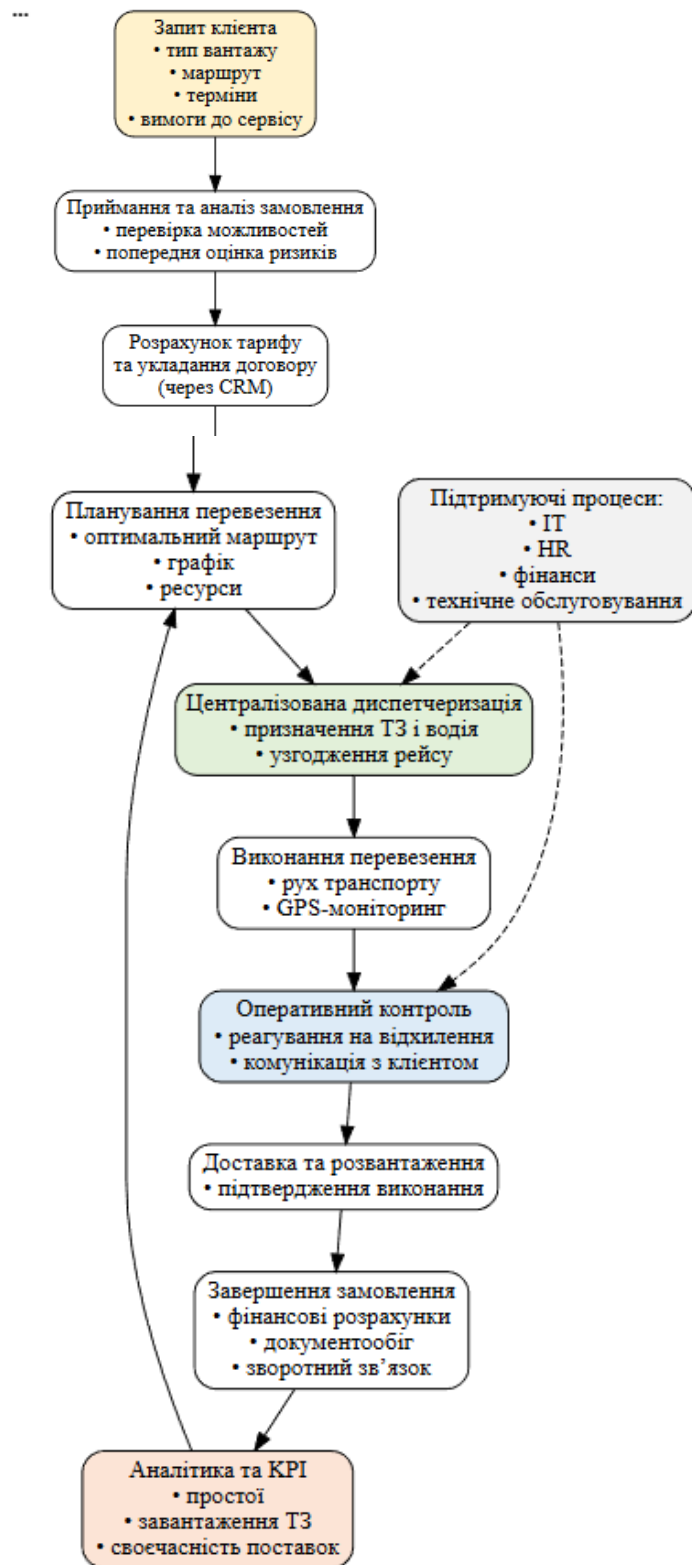 ...
Запит клієнта
• тип вантажу
• маршрут
• терміни
• вимоги до сервісу
Приймання та аналіз замовлення
• перевірка можливостей
• попередня оцінка ризиків
Розрахунок тарифу
та укладання договору
(через CRM)
Планування перевезення
• оптимальний маршрут
• графік
• ресурси
Підтримуючі процеси:
• IT
• HR
• фінанси
• технічне обслуговування
Централізована диспетчеризація
• призначення ТЗ і водія
• узгодження рейсу
Виконання перевезення
• рух транспорту
• GPS-моніторинг
Оперативний контроль
• реагування на відхилення
• комунікація з клієнтом
Доставка та розвантаження
• підтвердження виконання
Завершення замовлення
• фінансові розрахунки
• документообіг
• зворотний зв’язок
Аналітика та KPI
• простої
• завантаження ТЗ
• своєчасність поставок